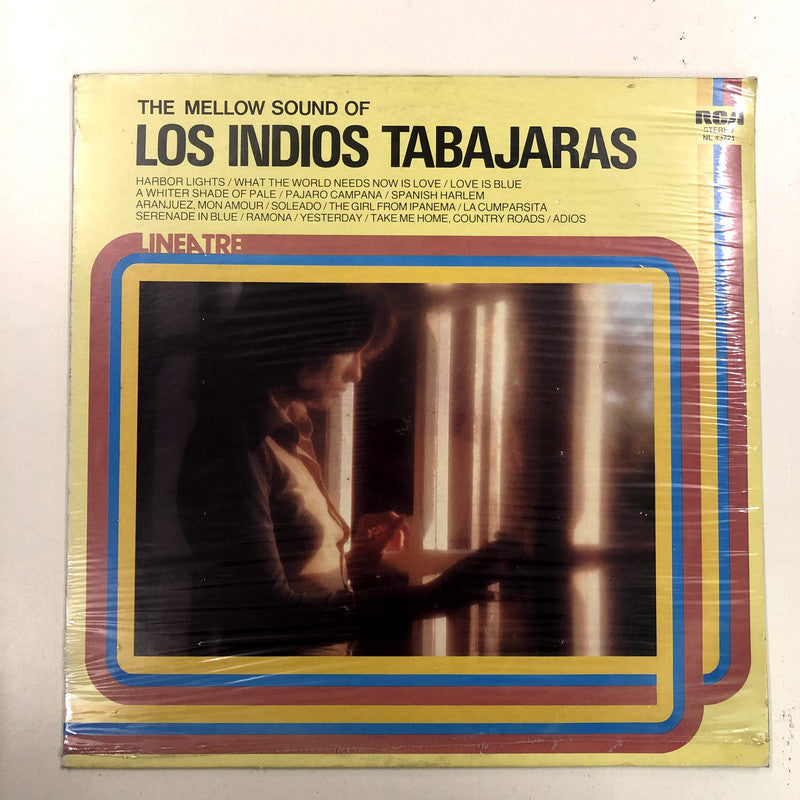 THE MELLOW SOUND OF
LOS INDIOS TABAJARAS
HARBOR LIGHTS / WHAT THE WORLD NEEDS NOW IS LOVE / LOVE IS BLUE
A WHITER SHADE OF PALE / PAJARO CAMPANA / SPANISH HARLEM
ARANJUEZ, MON AMOUR / SOLEADO / THE GIRL FROM IPANEMA / LA CUMPARSITA
SERENADE IN BLUE / RAMONA / YESTERDAY / TAKE ME HOME, COUNTRY ROADS / ADIOS
RCA
STEREO
NL
LINEATRE